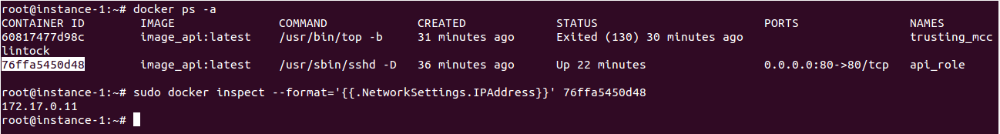 root@instance-1:~# docker ps -a
CONTAINER ID        IMAGE               COMMAND             CREATED             STATUS                        PORTS                NAMES
60817477d98c        image_api:latest    /usr/bin/top -b     31 minutes ago      Exited (130) 30 minutes ago                        trusting_mcc
lintock
76ffa5450d48        image_api:latest    /usr/sbin/sshd -D   36 minutes ago      Up 22 minutes                 0.0.0.0:80->80/tcp   api_role
root@instance-1:~# sudo docker inspect --format='{{.NetworkSettings.IPAddress}}' 76ffa5450d48
172.17.0.11
root@instance-1:~#